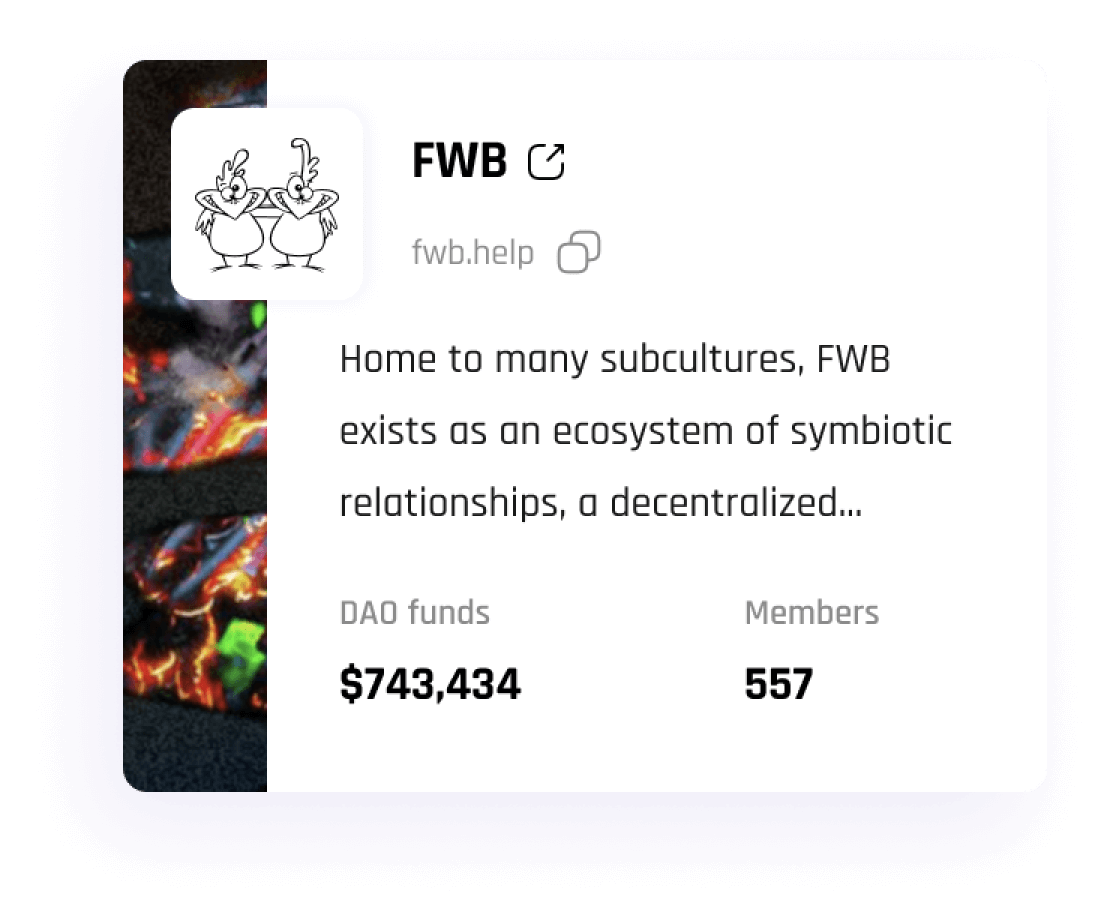 FWB
fwb.help
Home to many subcultures, FWB
exists as an ecosystem of symbiotic
relationships, a decentralized...
DAO funds
Members
$743,434
557